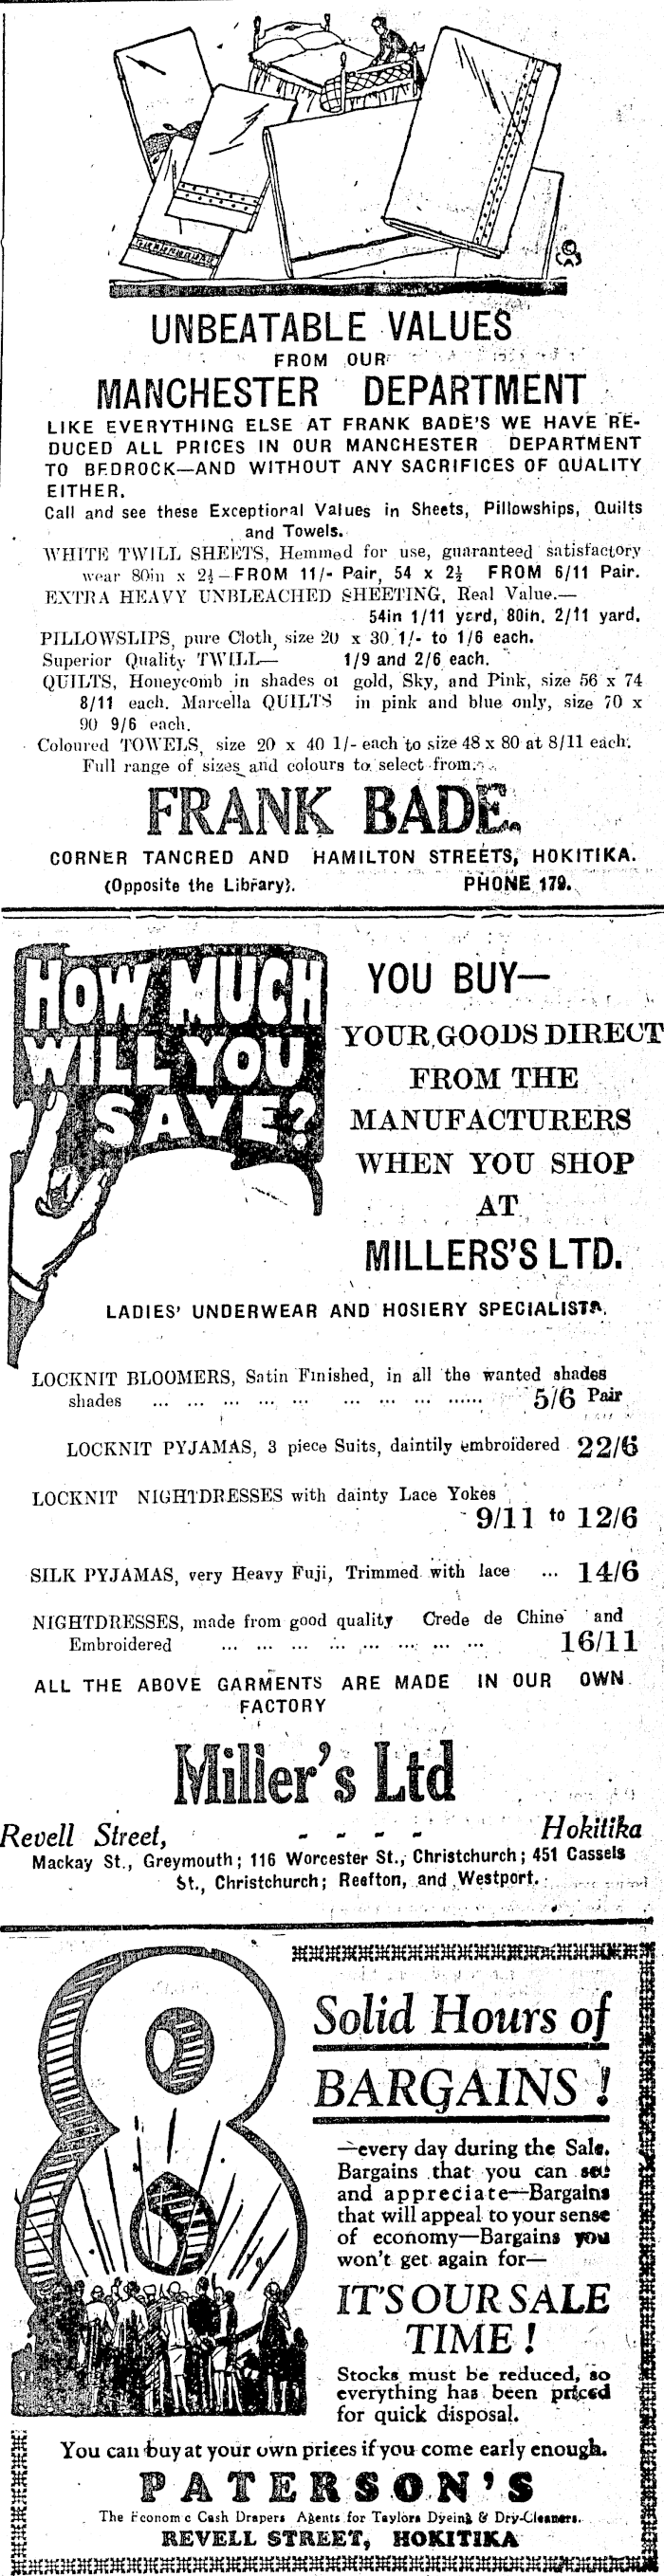 UNBEATABLE VALUES
FROM OUR
MANCHESTER DEPARTMENT
LIKE EVERYTHING ELSE AT FRANK BADE'S WE HAVE RE-
DUCED ALL PRICES IN OUR MANCHESTER DEPARTMENT
TO BEDROCK—AND WITHOUT ANY SACRIFICES OF QUALITY
EITHER.
Call and see these Exceptional Values in Sheets, Pillowships, Quilts
and Towels.
WHITE TWILL SHEETS, Hemmed for use, guaranteed satisfactory
wear 80in x 2½—FROM 11/- Pair, 54 x 2½ FROM 6/11 Pair.
EXTRA HEAVY UNBLEACHED SHEETING, Real Value.—
54in 1/11 yard, 80in. 2/11 yard.
PILLOWSLIPS, pure Cloth, size 20 x 30 1/- to 1/6 each.
Superior Quality TWILL— 1/9 and 2/6 each.
QUILTS, Honeycomb in shades of gold, Sky, and Pink, size 56 x 74
8/11 each. Marcella QUILTS in pink and blue only, size 70 x
90 9/6 each.
Coloured TOWELS, size 20 x 40 1/- each to size 48 x 80 at 8/11 each.
Full range of sizes and colours to select from.
FRANK BADE.
CORNER TANCRED AND HAMILTON STREETS, HOKITIKA.
(Opposite the Library). PHONE 179.
HOW MUCH
WILL YOU
SAVE?
YOU BUY—
YOUR GOODS DIRECT
FROM THE
MANUFACTURERS
WHEN YOU SHOP
AT
MILLERS'S LTD.
LADIES' UNDERWEAR AND HOSIERY SPECIALISTS.
LOCKNIT BLOOMERS, Satin Finished, in all the wanted shades
shades ... ... ... ... ... ... ... ... ...... 5/6 Pair
LOCKNIT PYJAMAS, 3 piece Suits, daintily embroidered 22/6
LOCKNIT NIGHTDRESSES with dainty Lace Yokes
9/11 to 12/6
SILK PYJAMAS, very Heavy Fuji, Trimmed with lace ... 14/6
NIGHTDRESSES, made from good quality Crede de Chine and
Embroidered ... ... ... ... ... ... ... ... 16/11
ALL THE ABOVE GARMENTS ARE MADE IN OUR OWN
FACTORY
Miller's Ltd
Revell Street, - - - - Hokitika
Mackay St., Greymouth; 116 Worcester St., Christchurch; 451 Cassels
St., Christchurch; Reefton, and Westport.
8
Solid Hours of
BARGAINS!
—every day during the Sale.
Bargains that you can see
and appreciate—Bargains
that will appeal to your sense
of economy—Bargains you
won't get again for—
IT'S OUR SALE
TIME!
Stocks must be reduced, so
everything has been priced
for quick disposal.
You can buy at your own prices if you come early enough.
PATERSON'S
The Economic Cash Drapers Agents for Taylors Dyeing & Dry-Cleaners.
REVELL STREET, HOKITIKA